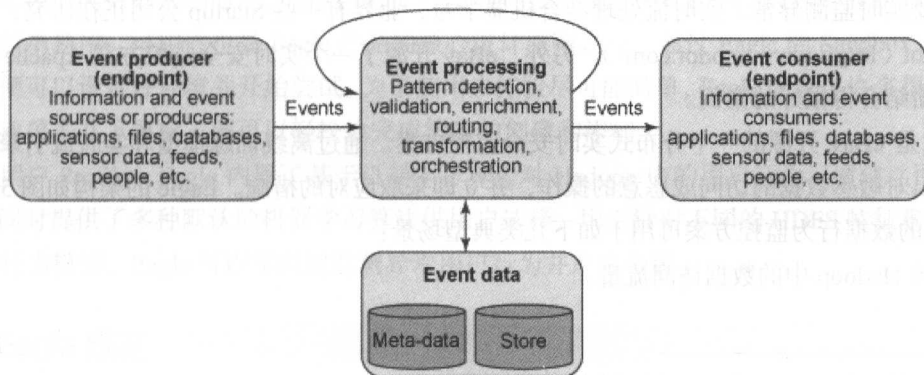 Event producer
(endpoint)
Information and event
sources or producers:
applications, files, databases,
sensor data, feeds,
people, etc.
Events
Event processing
Pattern detection,
validation, enrichment,
routing,
transformation,
orchestration
Events
Event consumer
(endpoint)
Information and event
consumers:
applications, files, databases,
sensor data, feeds,
people, etc.
Event data
Meta-data
Store